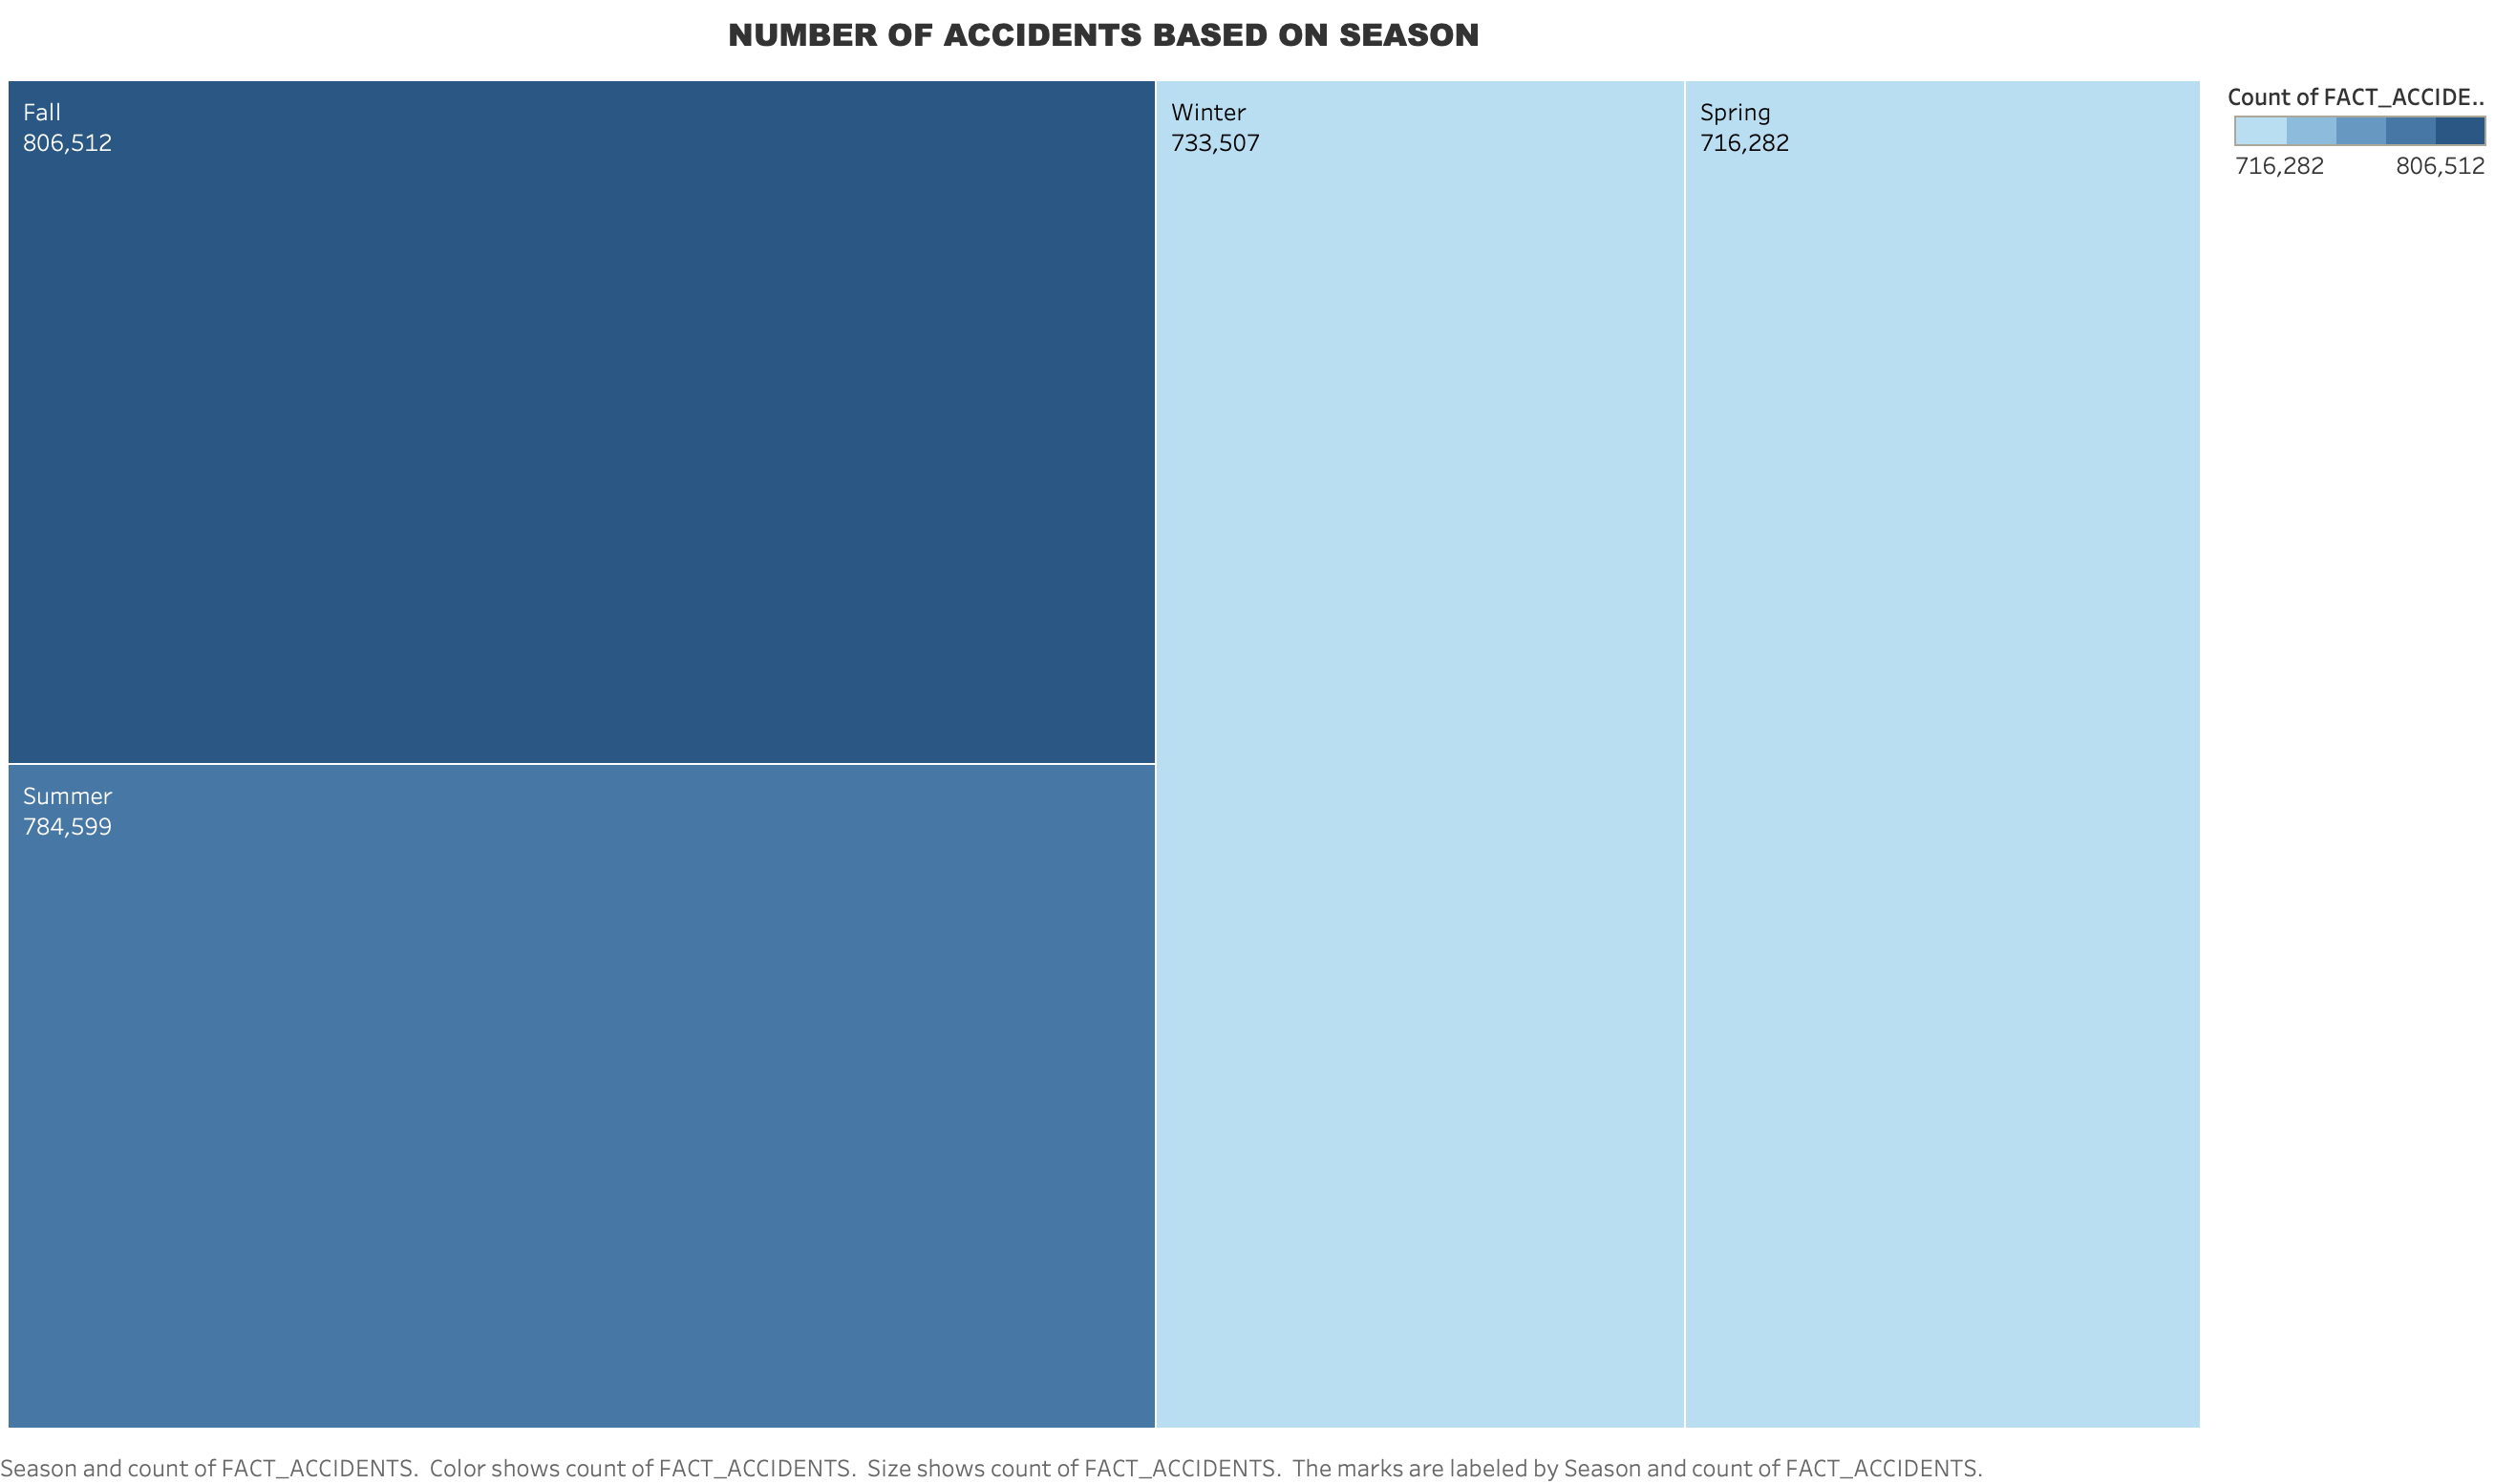 NUMBER OF ACCIDENTS BASED ON SEASON
Fall
806,512
Summer
784,599
Winter
733,507
Spring
716,282
Count of FACT_ACCIDE..
716,282 806,512
Season and count of FACT_ACCIDENTS.  Color shows count of FACT_ACCIDENTS.  Size shows count of FACT_ACCIDENTS.  The marks are labeled by Season and count of FACT_ACCIDENTS.